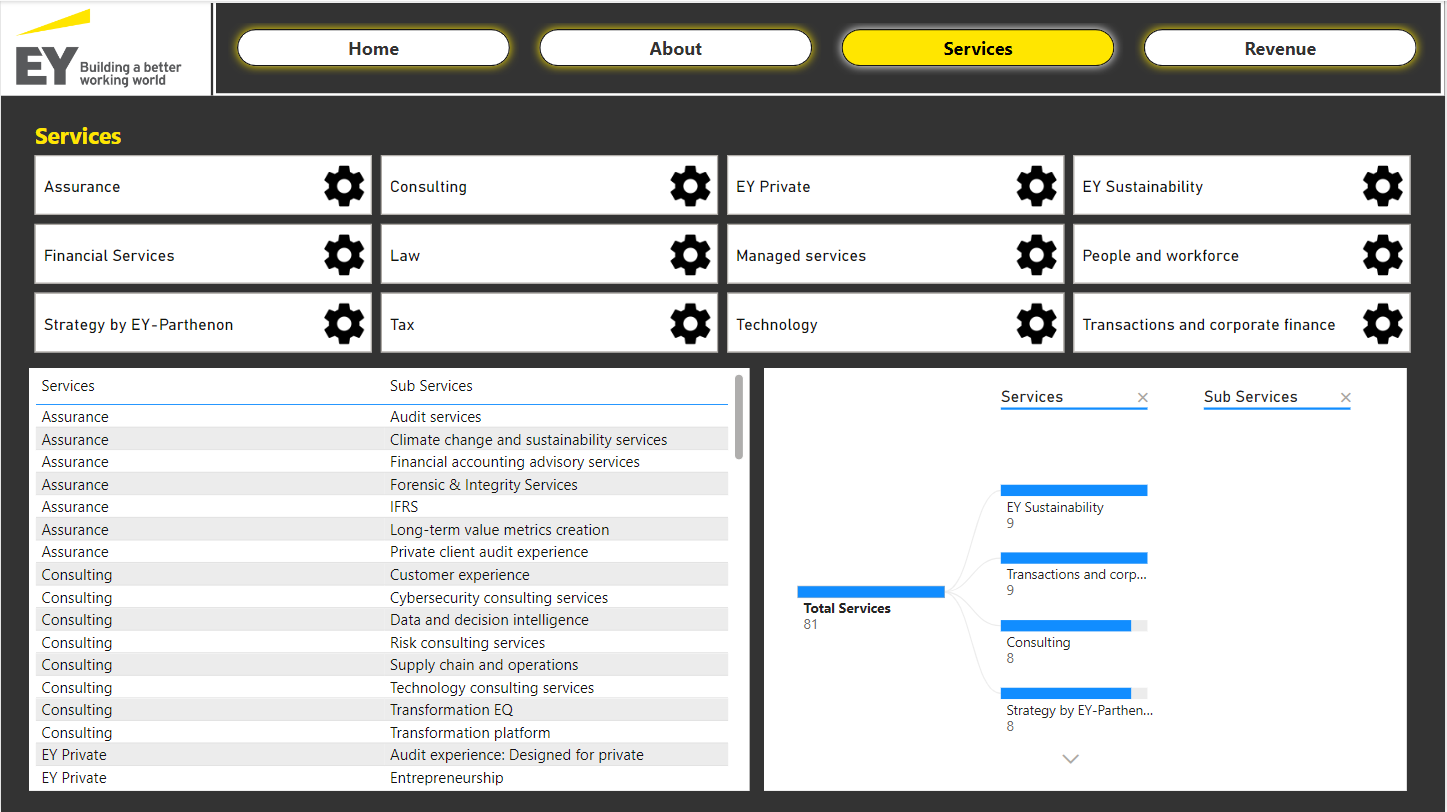 EY Building a better
working world
Home
About
Services
Revenue
Services
Assurance
Consulting
EY Private
EY Sustainability
Financial Services
Law
Managed services
People and workforce
Strategy by EY-Parthenon
Tax
Technology
Transactions and corporate finance
Services Sub Services
Assurance Audit services
Assurance Climate change and sustainability services
Assurance Financial accounting advisory services
Assurance Forensic & Integrity Services
Assurance IFRS
Assurance Long-term value metrics creation
Assurance Private client audit experience
Consulting Customer experience
Consulting Cybersecurity consulting services
Consulting Data and decision intelligence
Consulting Risk consulting services
Consulting Supply chain and operations
Consulting Technology consulting services
Consulting Transformation EQ
Consulting Transformation platform
EY Private Audit experience: Designed for private
EY Private Entrepreneurship
Services
Sub Services
Total Services
81
EY Sustainability
9
Transactions and corp...
9
Consulting
8
Strategy by EY-Parthen...
8